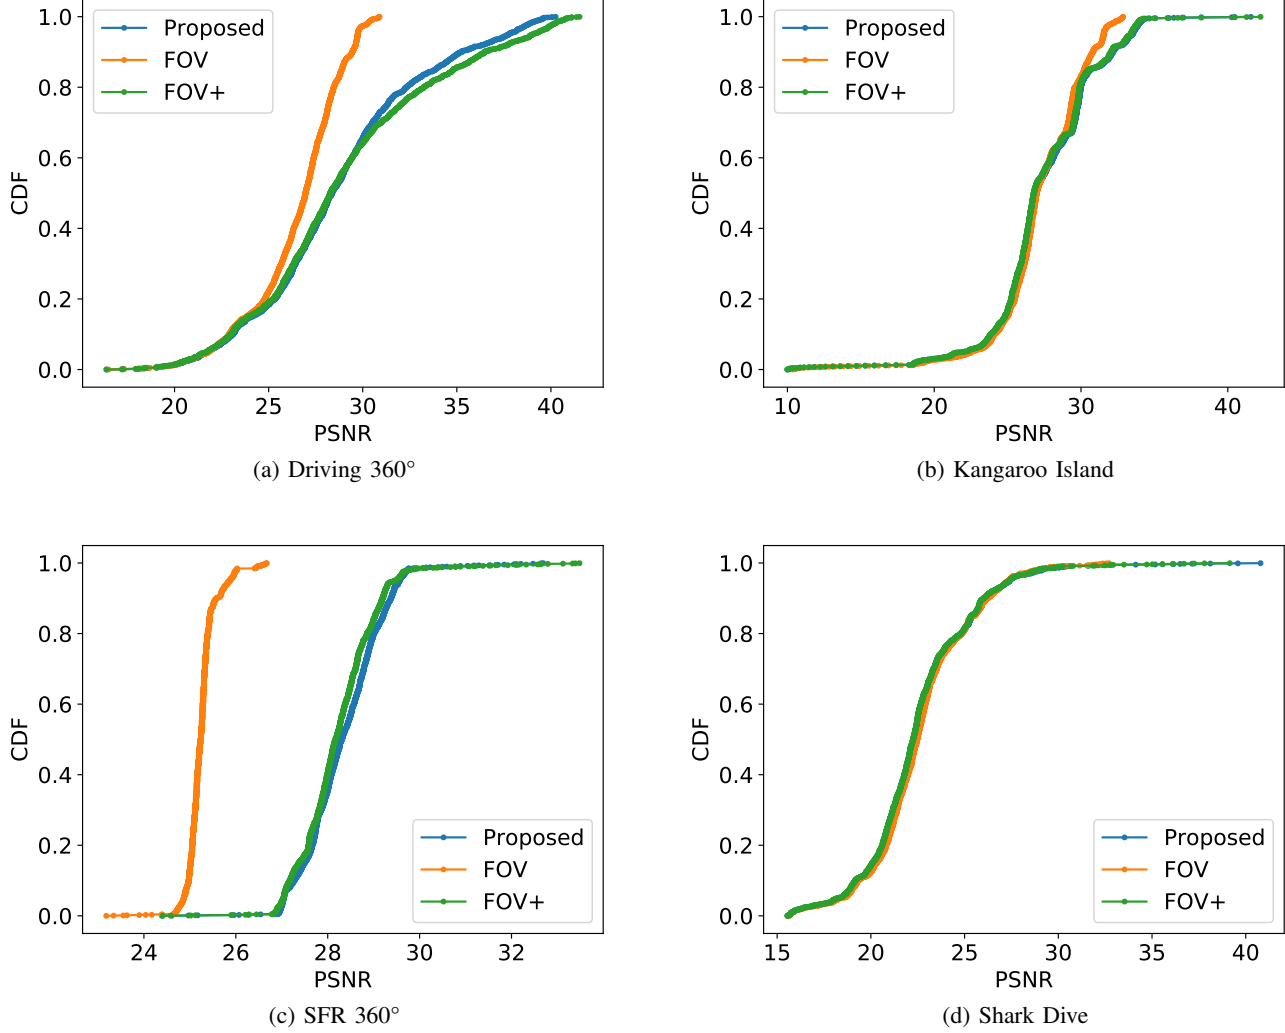 1.0
0.8
0.6
0.4
0.2
0.0
CDF
20 25 30 35 40
PSNR
Proposed
FOV
FOV+
(a) Driving 360°
1.0
0.8
0.6
0.4
0.2
0.0
CDF
10 20 30 40
PSNR
Proposed
FOV
FOV+
(b) Kangaroo Island
1.0
0.8
0.6
0.4
0.2
0.0
CDF
24 26 28 30 32
PSNR
Proposed
FOV
FOV+
(c) SFR 360°
1.0
0.8
0.6
0.4
0.2
0.0
CDF
15 20 25 30 35 40
PSNR
Proposed
FOV
FOV+
(d) Shark Dive